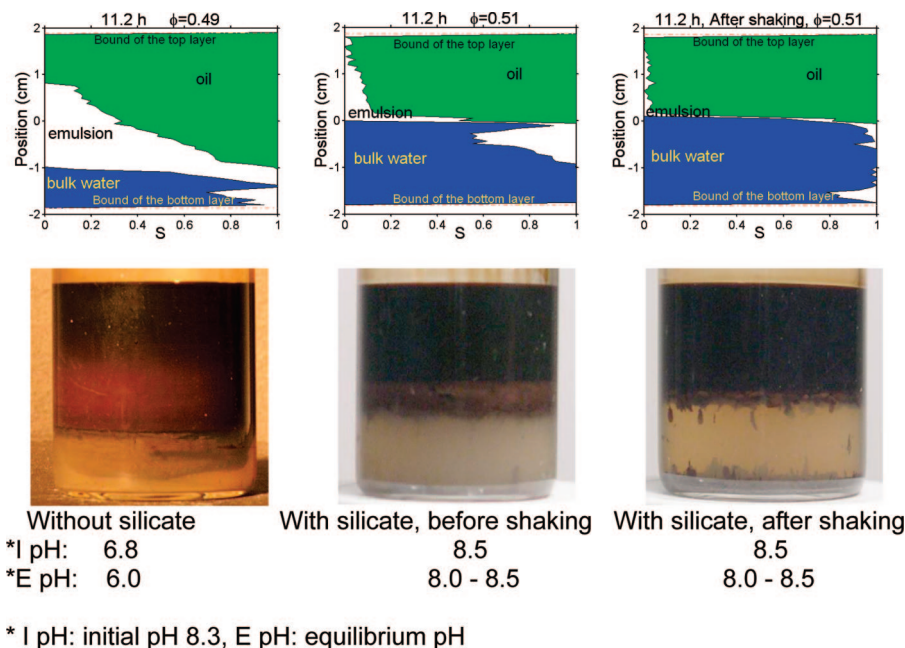 11.2 h ϕ=0.49
2
Bound of the top layer
1
oil
Position (cm)
0
emulsion
-1
bulk water
Bound of the bottom layer
-2
0 0.2 0.4 0.6 0.8 1
S
11.2 h ϕ=0.51
2
Bound of the top layer
1
oil
Position (cm)
emulsion
0
-1
bulk water
Bound of the bottom layer
-2
0 0.2 0.4 0.6 0.8 1
S
11.2 h, After shaking, ϕ=0.51
2
Bound of the top layer
1
oil
Position (cm)
emulsion
0
bulk water
-1
Bound of the bottom layer
-2
0 0.2 0.4 0.6 0.8 1
S
Without silicate With silicate, before shaking With silicate, after shaking
*I pH: 6.8 8.5 8.5
*E pH: 6.0 8.0 - 8.5 8.0 - 8.5
* I pH: initial pH 8.3, E pH: equilibrium pH